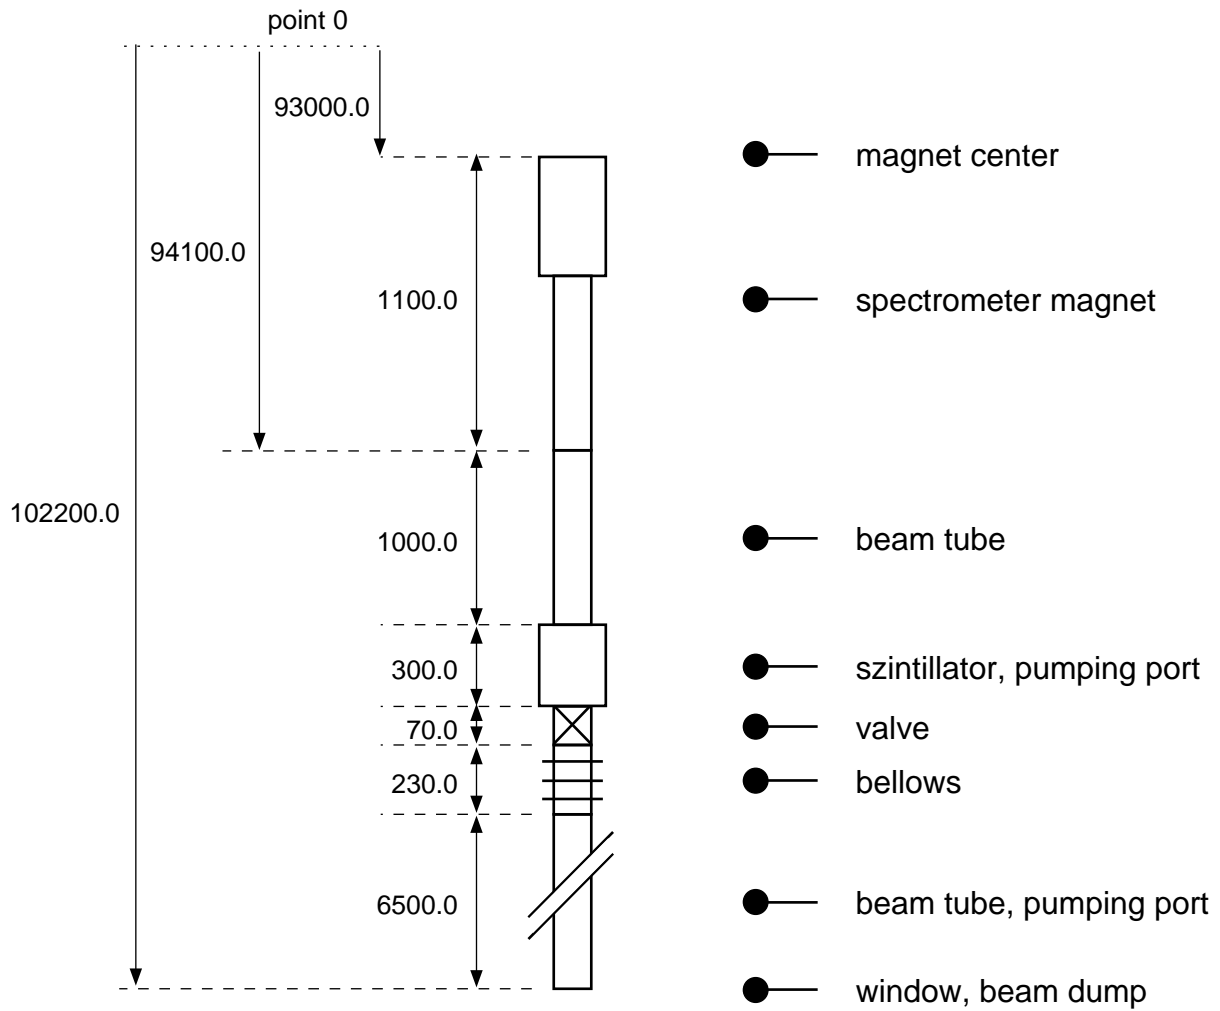 point 0
93000.0
magnet center
94100.0
1100.0
spectrometer magnet
102200.0
1000.0
beam tube
300.0
szintillator, pumping port
70.0
valve
230.0
bellows
6500.0
beam tube, pumping port
window, beam dump